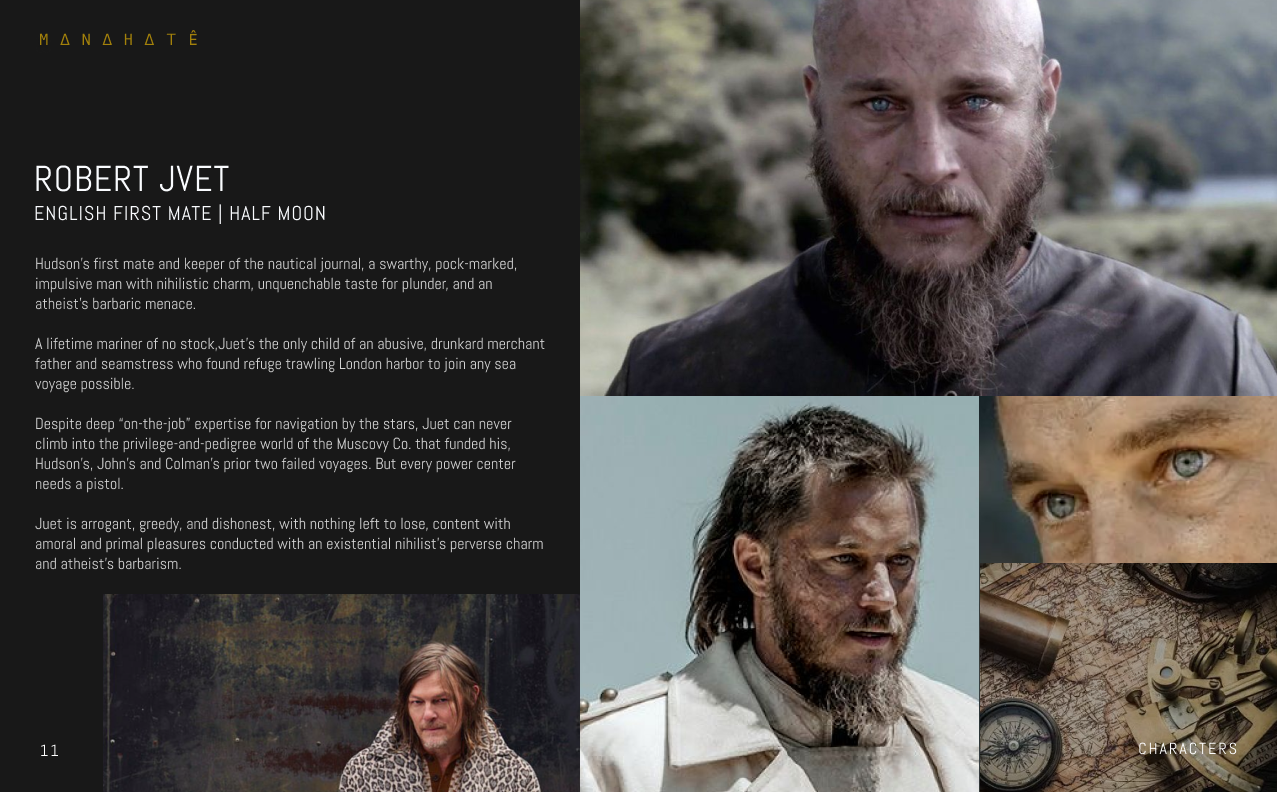 M Δ N Δ H Δ T Ê
ROBERT JVET
ENGLISH FIRST MATE | HALF MOON
Hudson's first mate and keeper of the nautical journal, a swarthy, pock-marked,
impulsive man with nihilistic charm, unquenchable taste for plunder, and an
atheist's barbaric menace.
A lifetime mariner of no stock,Juet's the only child of an abusive, drunkard merchant
father and seamstress who found refuge trawling London harbor to join any sea
voyage possible.
Despite deep “on-the-job” expertise for navigation by the stars, Juet can never
climb into the privilege-and-pedigree world of the Muscovy Co. that funded his,
Hudson's, John's and Colman's prior two failed voyages. But every power center
needs a pistol.
Juet is arrogant, greedy, and dishonest, with nothing left to lose, content with
amoral and primal pleasures conducted with an existential nihilist's perverse charm
and atheist's barbarism.
11
CHARACTERS